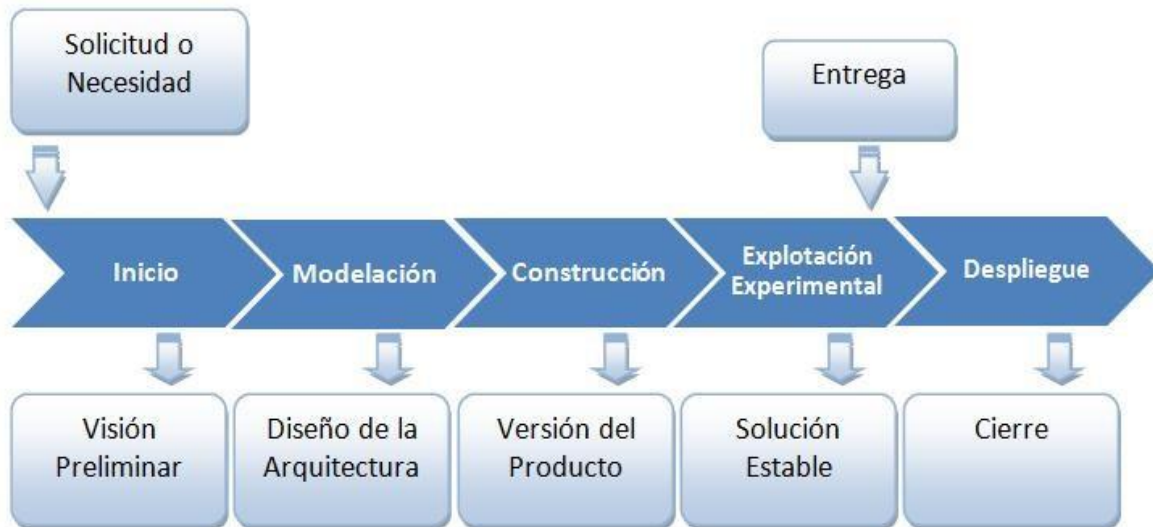 Solicitud o
Necesidad
Entrega
Inicio
Modelación
Construcción
Explotación
Experimental
Despliegue
Visión
Preliminar
Diseño de la
Arquitectura
Versión del
Producto
Solución
Estable
Cierre